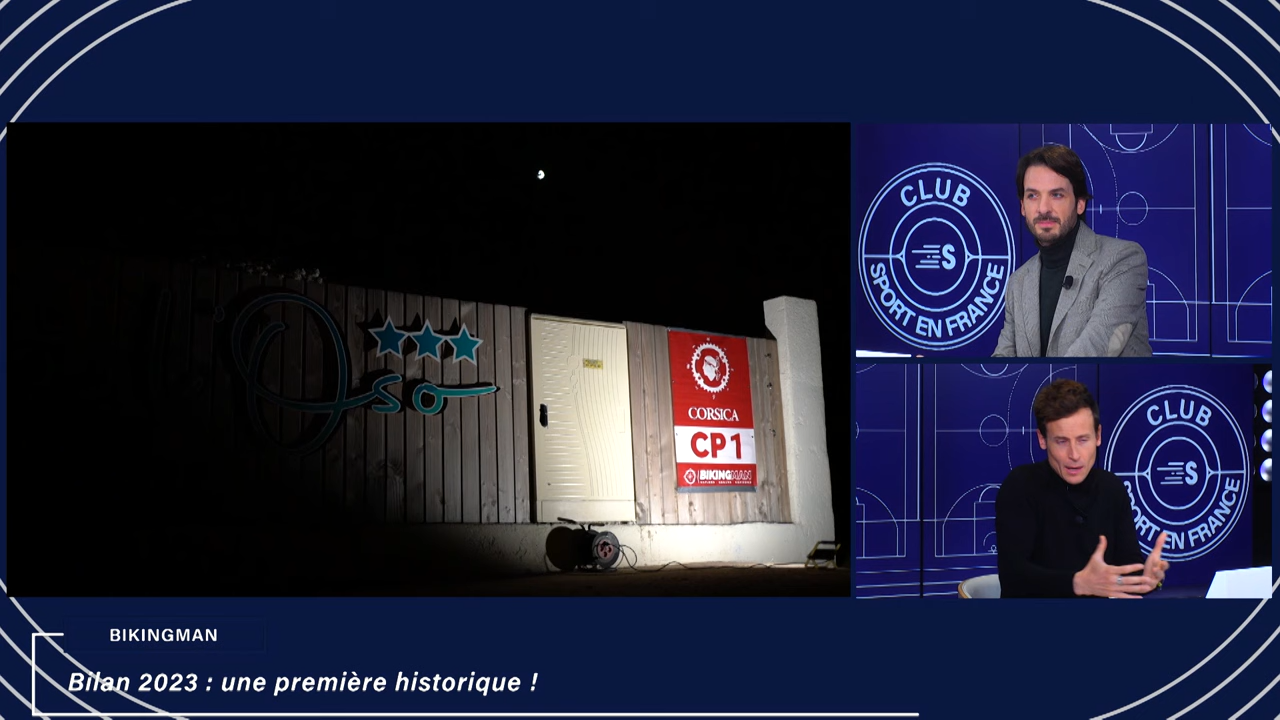 Oso
CORSICA
CP1
BIKINGMAN
CLUB
S
SPORT EN FRANCE
CLUB
S
SPORT EN FRANCE
BIKINGMAN
Bilan 2023 : une première historique !